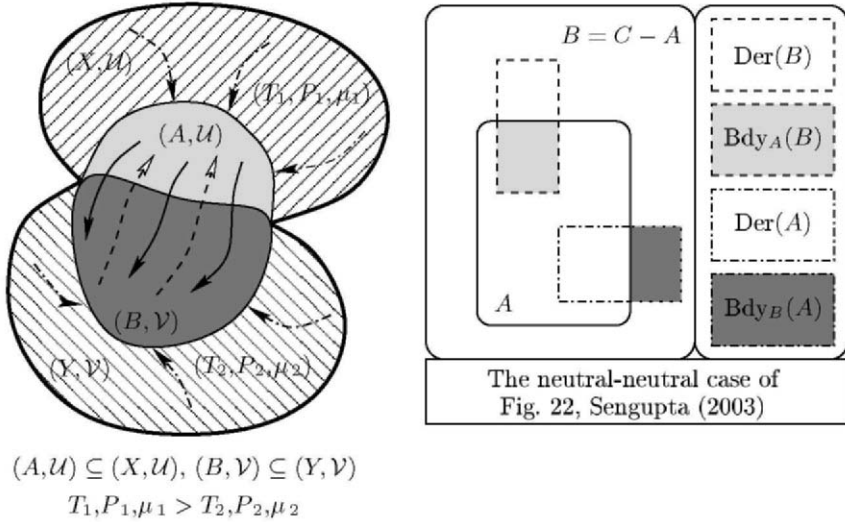 (X,𝒰)
(T₁,P₁,μ₁)
(A,𝒰)
(B,𝒱)
(Y,𝒱)
(T₂,P₂,μ₂)
(A,𝒰) ⊆ (X,𝒰), (B,𝒱) ⊆ (Y,𝒱)
T₁,P₁,μ₁ > T₂,P₂,μ₂
B = C − A
A
Der(B)
Bdy_A(B)
Der(A)
Bdy_B(A)
The neutral-neutral case of
Fig. 22, Sengupta (2003)